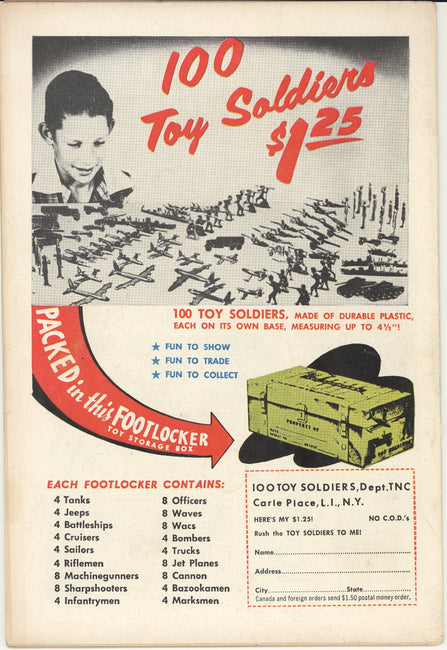 100
Toy Soldiers
$1.25
100 TOY SOLDIERS, MADE OF DURABLE PLASTIC,
EACH ON ITS OWN BASE, MEASURING UP TO 4½"!
★ FUN TO SHOW
★ FUN TO TRADE
★ FUN TO COLLECT
PACKED in this FOOTLOCKER
TOY STORAGE BOX
PROPERTY OF
EACH FOOTLOCKER CONTAINS:
4 Tanks
4 Jeeps
4 Battleships
4 Cruisers
4 Sailors
4 Riflemen
8 Machinegunners
8 Sharpshooters
4 Infantrymen
8 Officers
8 Waves
8 Wacs
4 Bombers
4 Trucks
8 Jet Planes
8 Cannon
4 Bazookamen
4 Marksmen
100 TOY SOLDIERS, Dept. TNC
Carle Place, L.I., N.Y.
HERE'S MY $1.25! NO C.O.D.'s
Rush the TOY SOLDIERS TO ME!
Name
Address
City State
Canada and foreign orders send $1.50 postal money order.